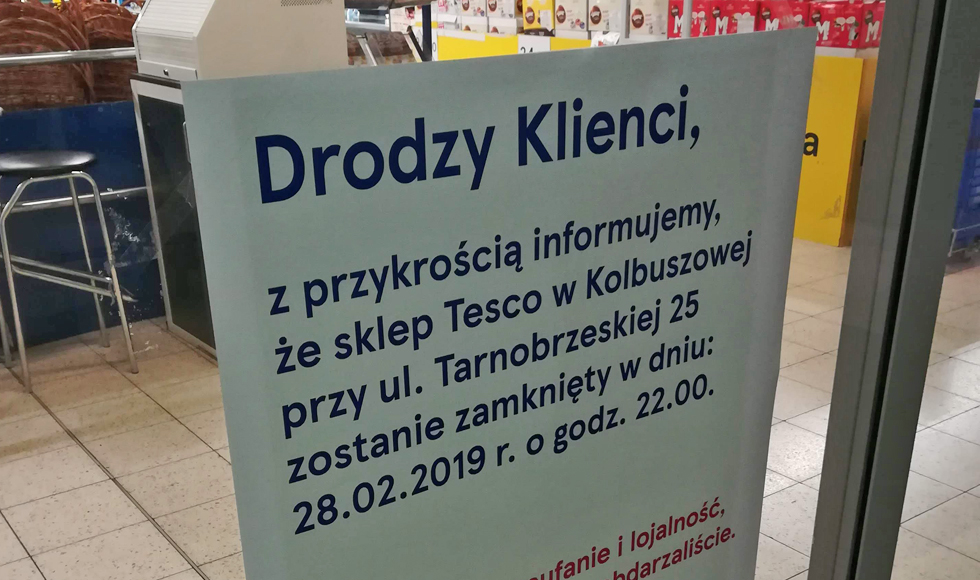 Drodzy Klienci,
z przykrością informujemy,
że sklep Tesco w Kolbuszowej
przy ul. Tarnobrzeskiej 25
zostanie zamknięty w dniu:
28.02.2019 r. o godz. 22.00.
i lojalność,